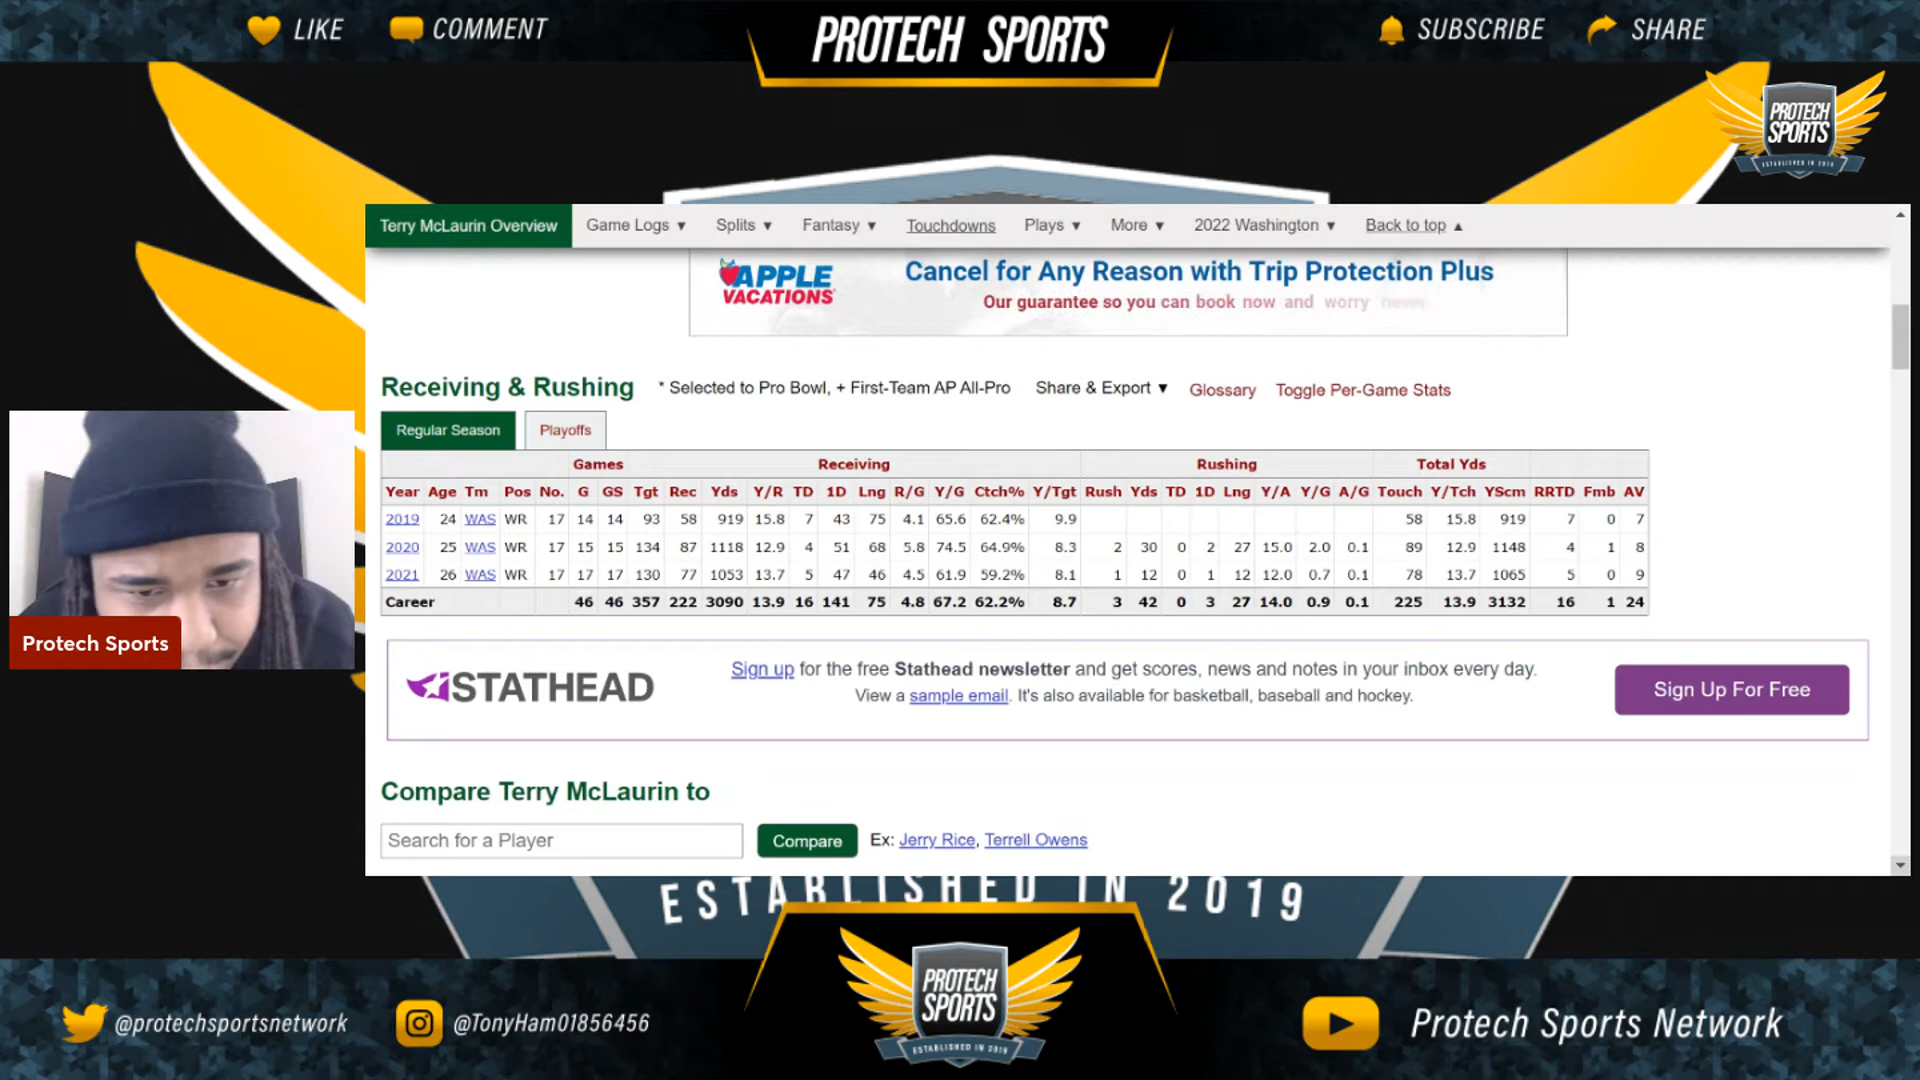 LIKE COMMENT PROTECH SPORTS SUBSCRIBE SHARE
PROTECH
SPORTS
ESTABLISHED IN 2019
Terry McLaurin Overview Game Logs ▼ Splits ▼ Fantasy ▼ Touchdowns Plays ▼ More ▼ 2022 Washington ▼ Back to top ▲
APPLE
VACATIONS
Cancel for Any Reason with Trip Protection Plus
Our guarantee so you can book now and worry never
Receiving & Rushing * Selected to Pro Bowl, + First-Team AP All-Pro Share & Export ▼ Glossary Toggle Per-Game Stats
Regular Season Playoffs
Games Receiving Rushing Total Yds
Year Age Tm Pos No. G GS Tgt Rec Yds Y/R TD 1D Lng R/G Y/G Ctch% Y/Tgt Rush Yds TD 1D Lng Y/A Y/G A/G Touch Y/Tch YScm RRTD Fmb AV
2019 24 WAS WR 17 14 14 93 58 919 15.8 7 43 75 4.1 65.6 62.4% 9.9 58 15.8 919 7 0 7
2020 25 WAS WR 17 15 15 134 87 1118 12.9 4 51 68 5.8 74.5 64.9% 8.3 2 30 0 2 27 15.0 2.0 0.1 89 12.9 1148 4 1 8
2021 26 WAS WR 17 17 17 130 77 1053 13.7 5 47 46 4.5 61.9 59.2% 8.1 1 12 0 1 12 12.0 0.7 0.1 78 13.7 1065 5 0 9
Career 46 46 357 222 3090 13.9 16 141 75 4.8 67.2 62.2% 8.7 3 42 0 3 27 14.0 0.9 0.1 225 13.9 3132 16 1 24
Protech Sports
STATHEAD
Sign up for the free Stathead newsletter and get scores, news and notes in your inbox every day.
View a sample email. It's also available for basketball, baseball and hockey.
Sign Up For Free
Compare Terry McLaurin to
Search for a Player Compare Ex: Jerry Rice, Terrell Owens
ESTABLISHED IN 2019
PROTECH
SPORTS
ESTABLISHED IN 2019
@protechsportsnetwork @TonyHam01856456 Protech Sports Network